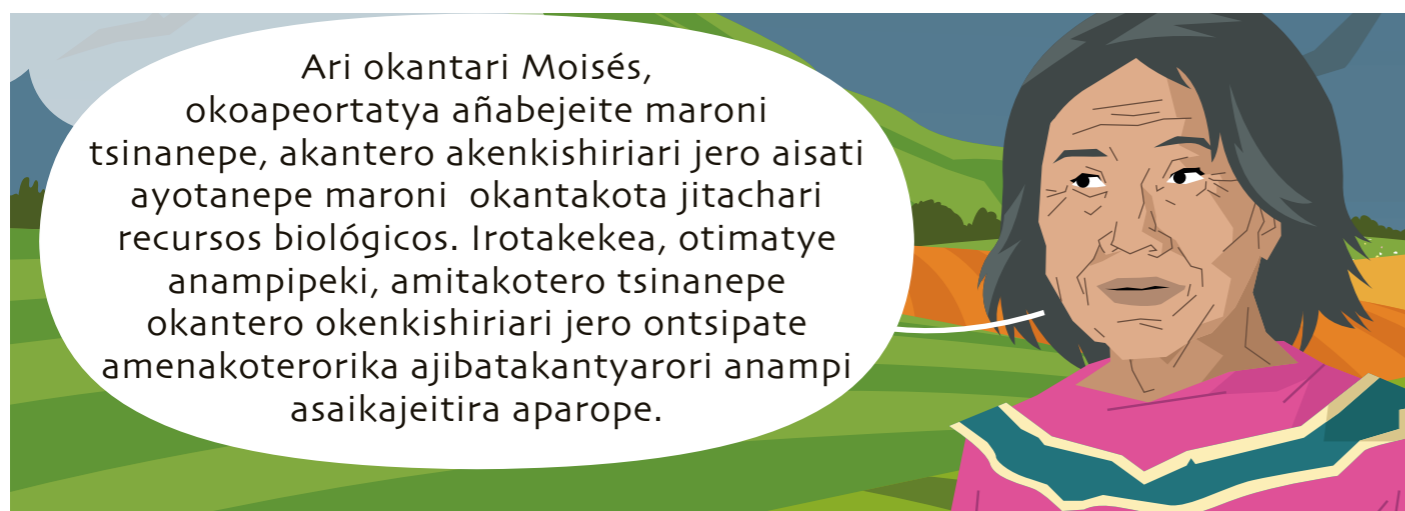 Ari okantari Moisés,
okoapeortatya añabejeite maroni
tsinanepe, akantero akenkishiriari jero aisati
ayotanepe maroni okantakota jitachari
recursos biológicos. Irotakekea, otimatye
anampipeki, amitakotero tsinanepe
okantero okenkishiriari jero ontsipate
amenakoterorika ajibatakantyarori anampi
asaikajeitira aparope.